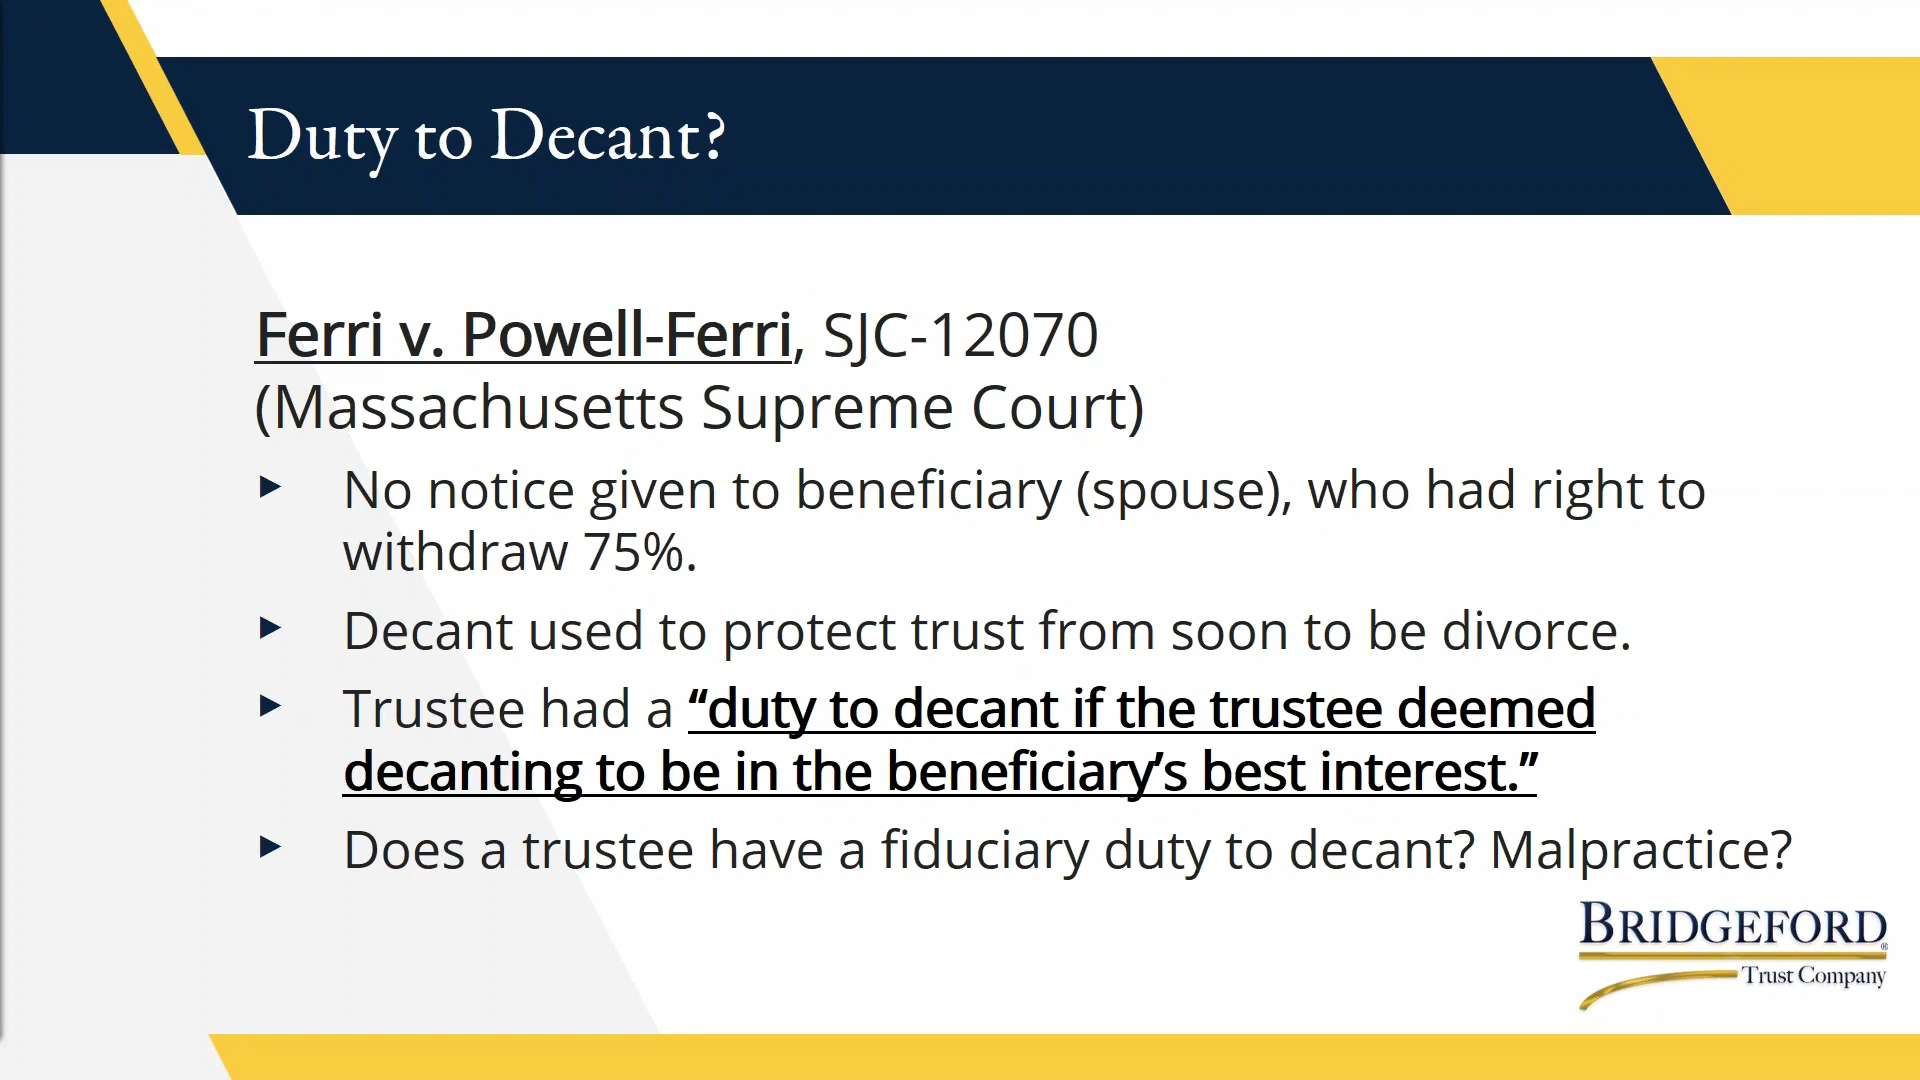 Duty to Decant?
Ferri v. Powell-Ferri, SJC-12070
(Massachusetts Supreme Court)
▶ No notice given to beneficiary (spouse), who had right to
withdraw 75%.
▶ Decant used to protect trust from soon to be divorce.
▶ Trustee had a “duty to decant if the trustee deemed
decanting to be in the beneficiary’s best interest.”
▶ Does a trustee have a fiduciary duty to decant? Malpractice?
BRIDGEFORD®
Trust Company